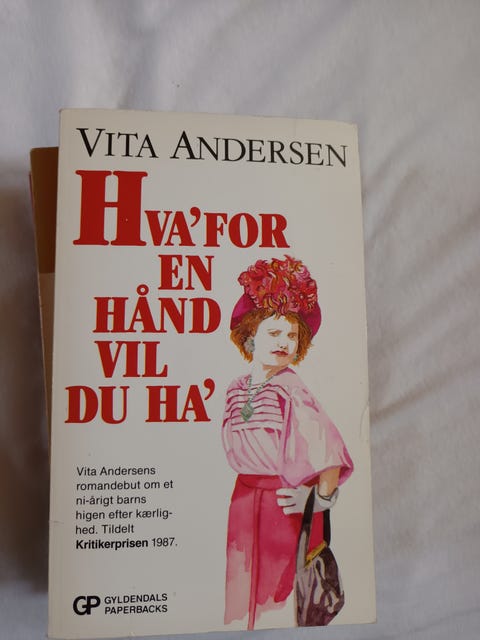 VITA ANDERSEN
HVA'FOR
EN
HÅND
VIL
DU HA'
Vita Andersens
romandebut om et
ni-årigt barns
higen efter kærlig-
hed. Tildelt
Kritikerprisen 1987.
GP GYLDENDALS
PAPERBACKS